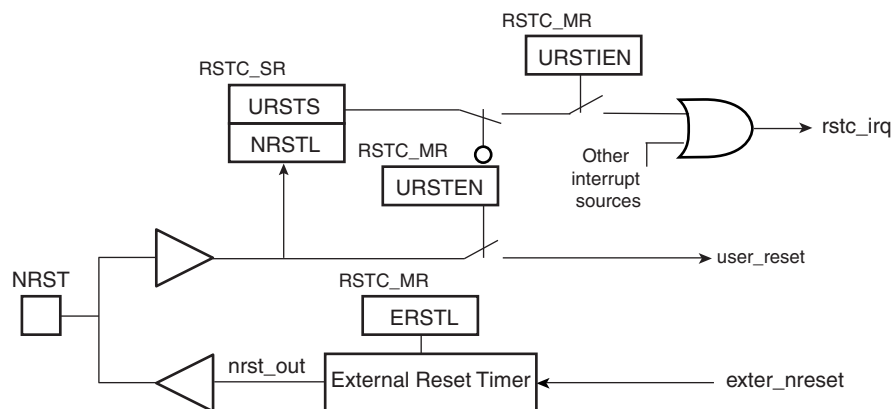 RSTC_MR
URSTIEN
RSTC_SR
URSTS
NRSTL
rstc_irq
RSTC_MR
URSTEN
Other
interrupt
sources
user_reset
NRST
RSTC_MR
ERSTL
nrst_out
External Reset Timer
exter_nreset